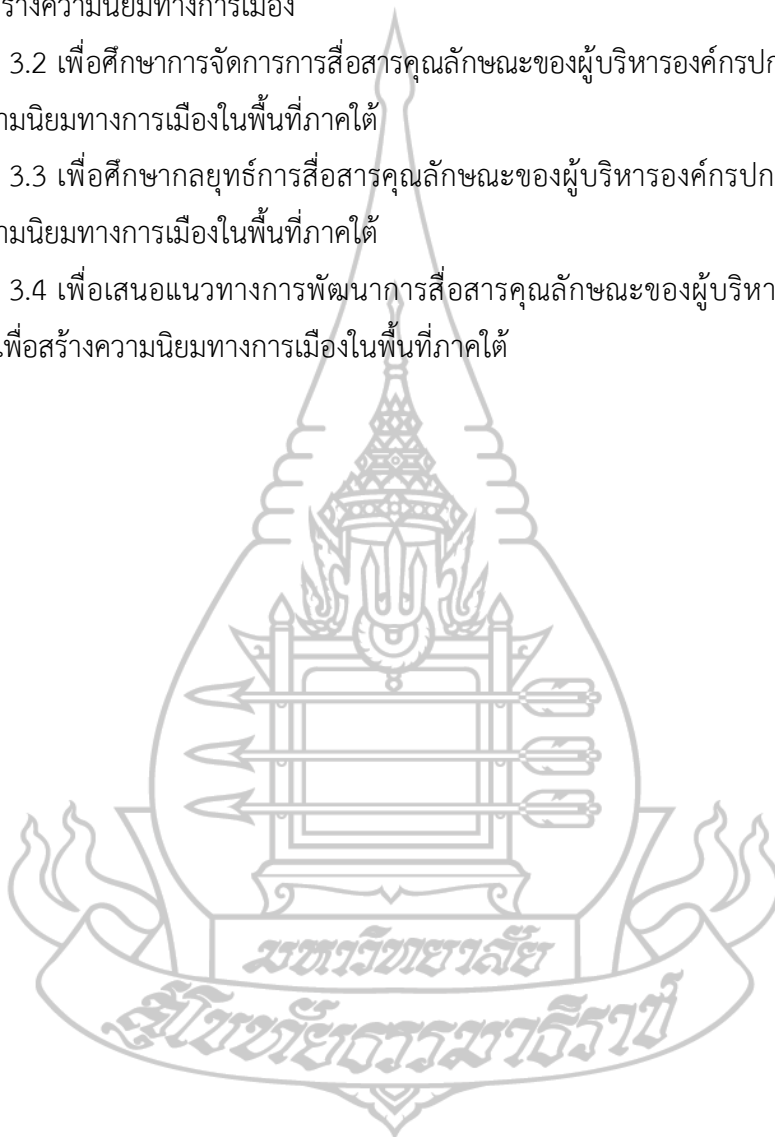 ร้างความนิยมทางการเมือง
3.2 เพื่อศึกษาการจัดการการสื่อสารคุณลักษณะของผู้บริหารองค์กรปก
ามนิยมทางการเมืองในพื้นที่ภาคใต้
3.3 เพื่อศึกษากลยุทธ์การสื่อสารคุณลักษณะของผู้บริหารองค์กรปก
ามนิยมทางการเมืองในพื้นที่ภาคใต้
3.4 เพื่อเสนอแนวทางการพัฒนาการสื่อสารคุณลักษณะของผู้บริหา
เพื่อสร้างความนิยมทางการเมืองในพื้นที่ภาคใต้
มหาวิทยาลัย
สุโขทัยธรรมาธิราช